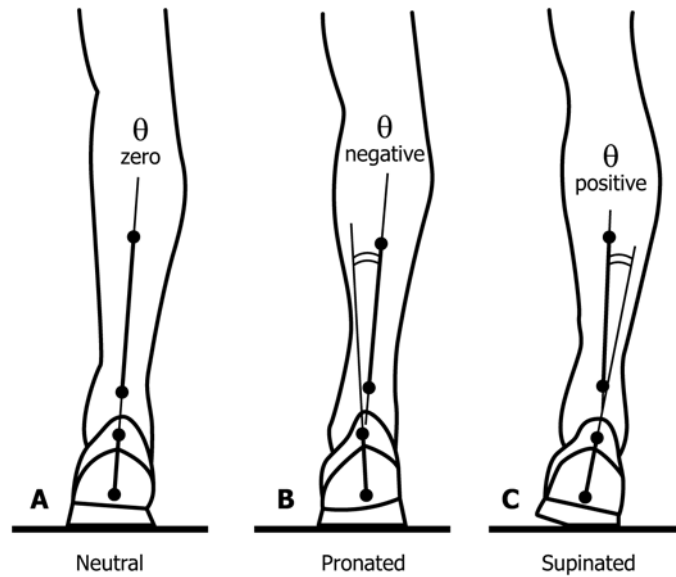 θ
zero
θ
negative
θ
positive
A
B
C
Neutral
Pronated
Supinated